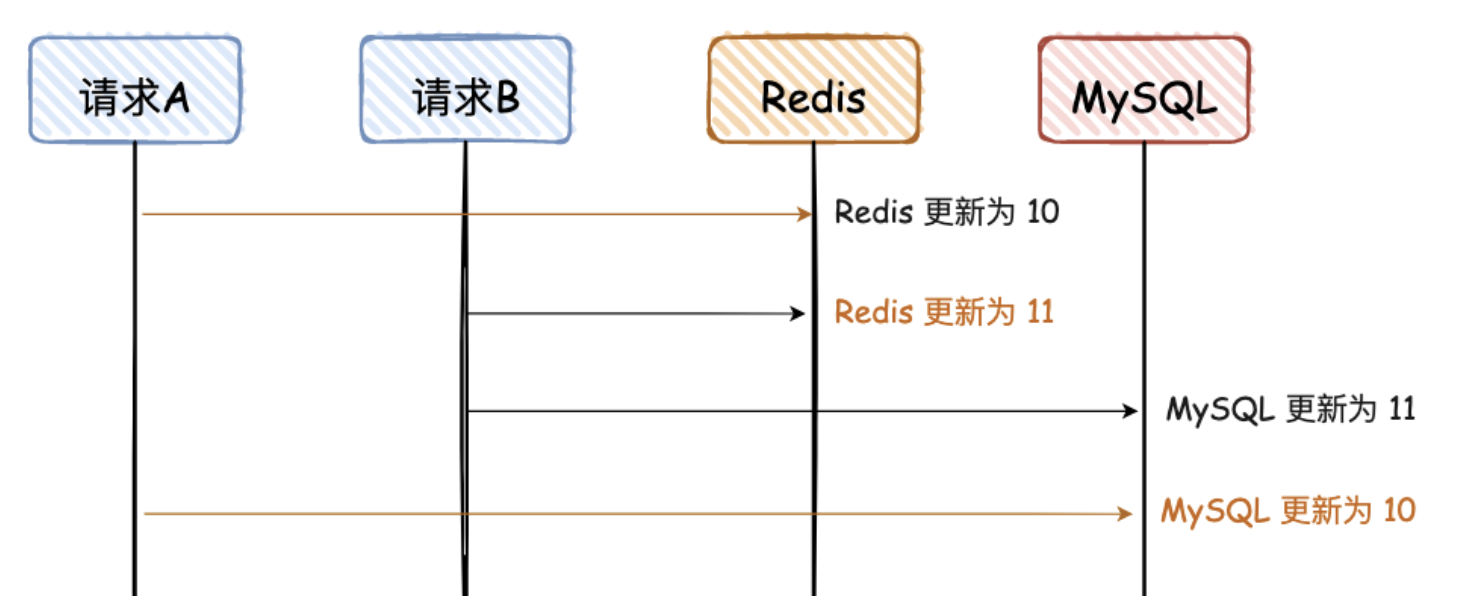 请求A
请求B
Redis
MySQL
Redis 更新为 10
Redis 更新为 11
MySQL 更新为 11
MySQL 更新为 10